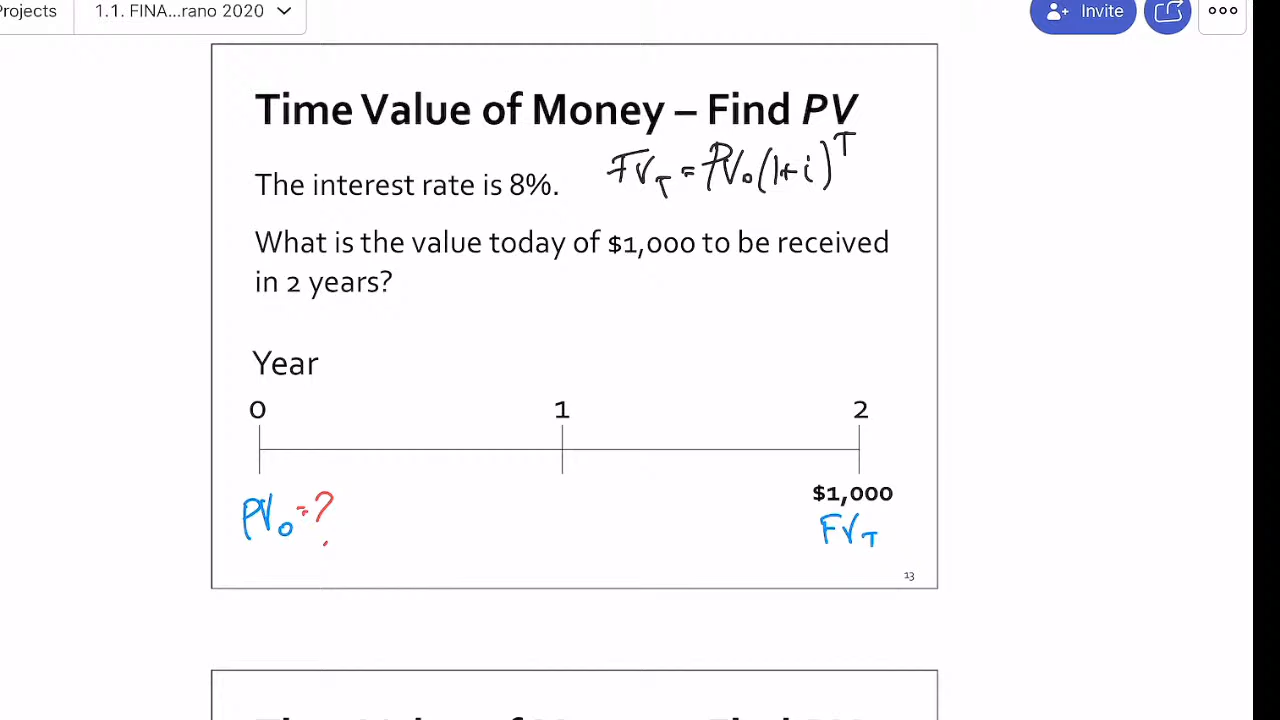 Projects 1.1. FINA...rano 2020 Invite
Time Value of Money – Find PV
FV_T = PV_0(1+i)^T
The interest rate is 8%.
What is the value today of $1,000 to be received
in 2 years?
Year
0 1 2
$1,000
PV_0 = ?
FV_T
13